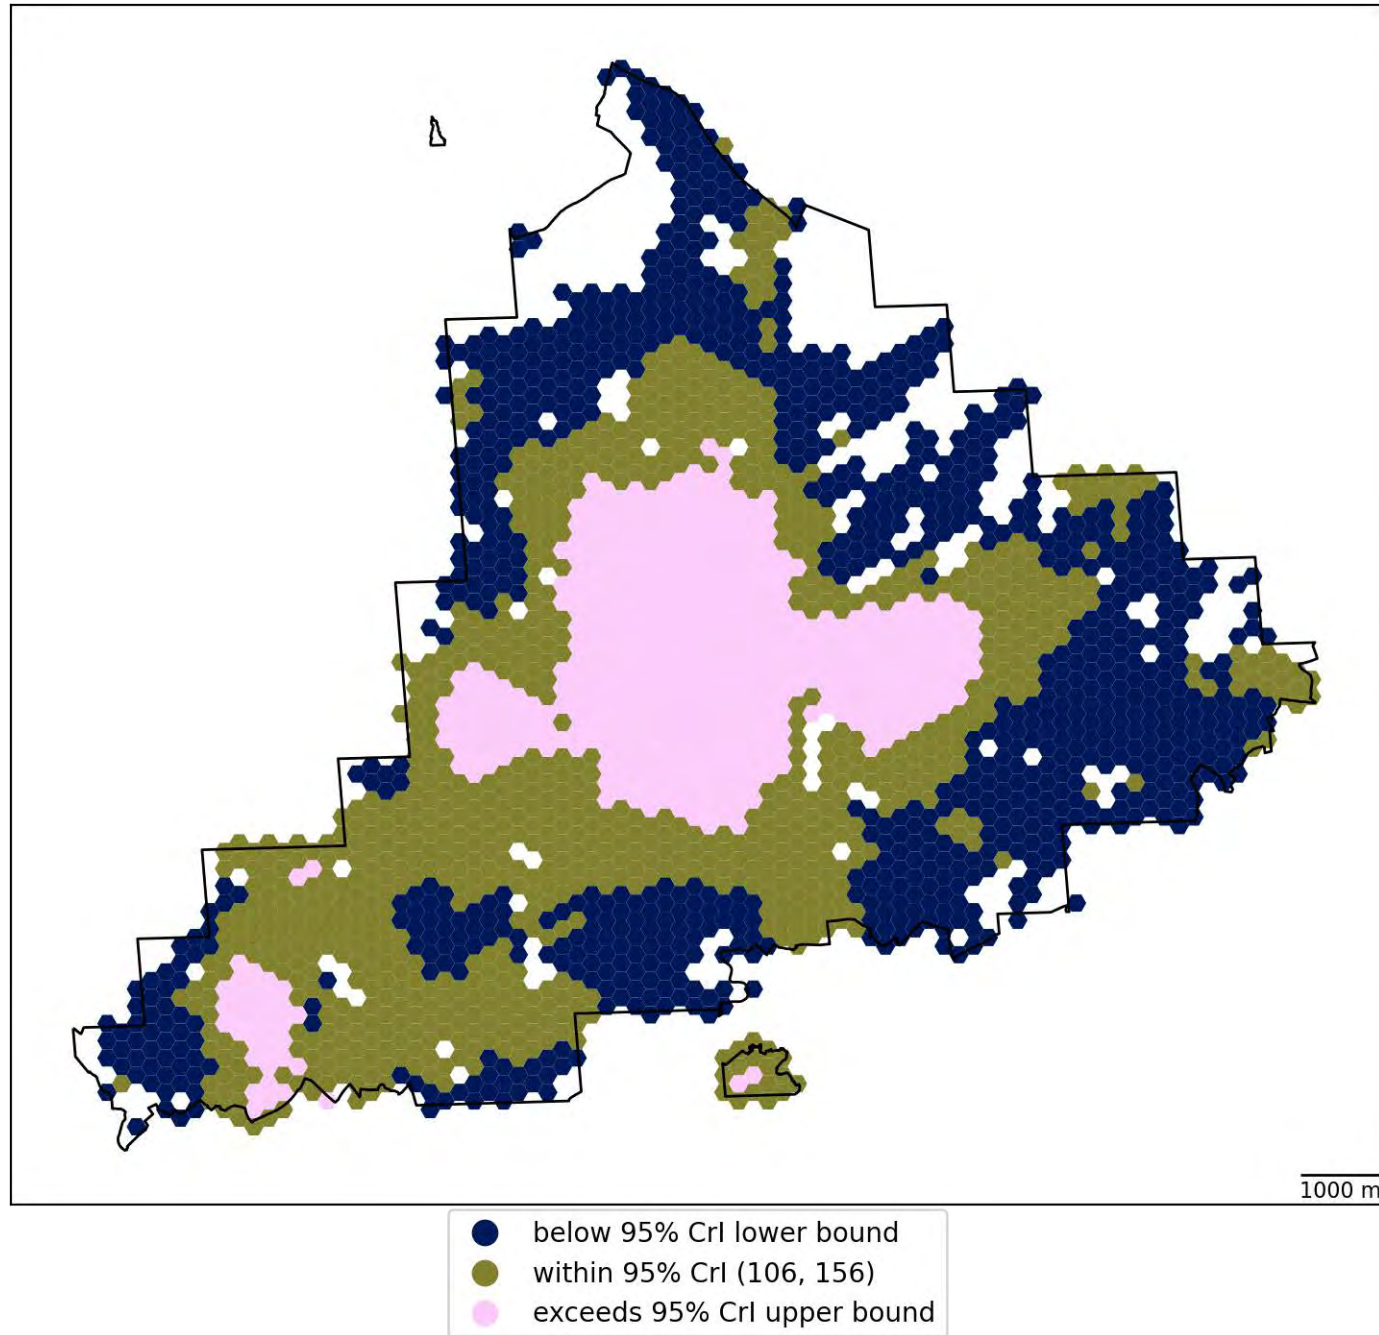 1000 m
below 95% CrI lower bound
within 95% CrI (106, 156)
exceeds 95% CrI upper bound